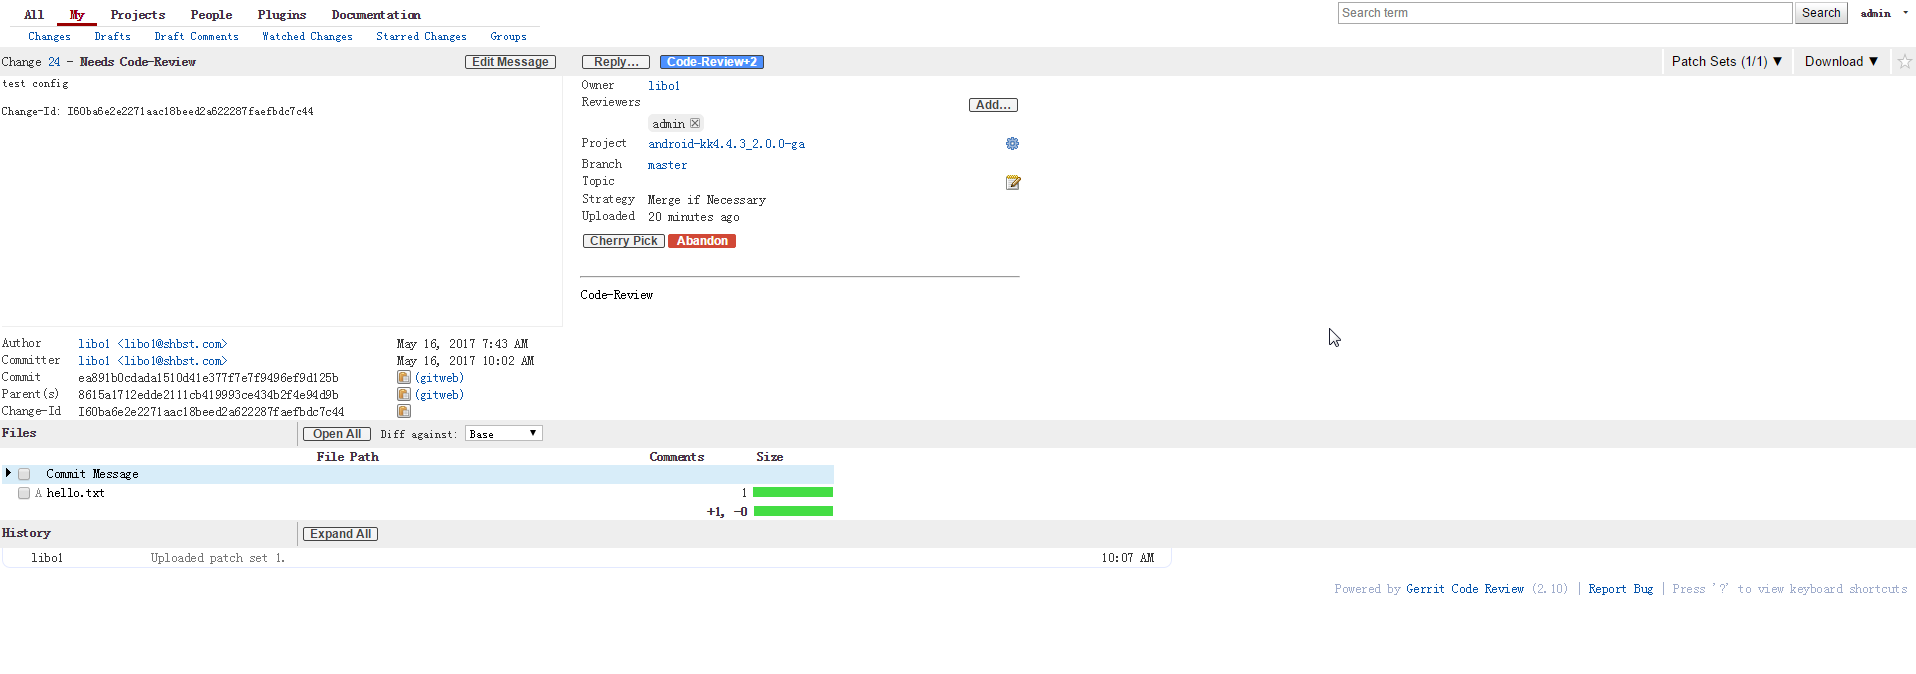 All My Projects People Plugins Documentation
Search term Search admin
Changes Drafts Draft Comments Watched Changes Starred Changes Groups
Change 24 - Needs Code-Review Edit Message Reply... Code-Review+2 Patch Sets (1/1) ▼ Download ▼
test config
Change-Id: I60ba6e2e2271aac18beed2a622287faefbdc7c44
Owner libo1
Reviewers Add...
admin
Project android-kk4.4.3_2.0.0-ga
Branch master
Topic
Strategy Merge if Necessary
Uploaded 20 minutes ago
Cherry Pick Abandon
Code-Review
Author libo1 <libo1@shbst.com> May 16, 2017 7:43 AM
Committer libo1 <libo1@shbst.com> May 16, 2017 10:02 AM
Commit ea891b0cdada1510d41e377f7e7f9496ef9d125b (gitweb)
Parent(s) 8615a1712edde2111cb419993ce434b2f4e94d9b (gitweb)
Change-Id I60ba6e2e2271aac18beed2a622287faefbdc7c44
Files Open All Diff against: Base
File Path Comments Size
Commit Message
A hello.txt 1
+1, -0
History Expand All
libo1 Uploaded patch set 1. 10:07 AM
Powered by Gerrit Code Review (2.10) | Report Bug | Press '?' to view keyboard shortcuts